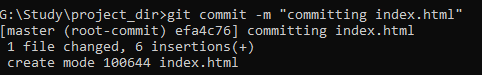 G:\Study\project_dir>git commit -m "committing index.html"
[master (root-commit) efa4c76] committing index.html
 1 file changed, 6 insertions(+)
 create mode 100644 index.html